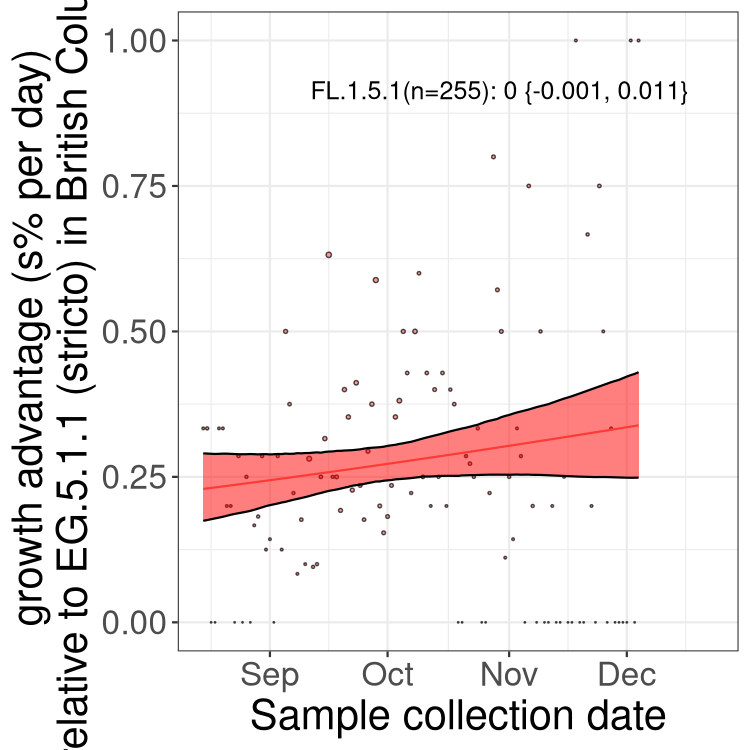 growth advantage (s% per day)
relative to EG.5.1.1 (stricto) in British
1.00
0.75
0.50
0.25
0.00
FL.1.5.1(n=255): 0 {-0.001, 0.011}
Sep Oct Nov Dec
Sample collection date